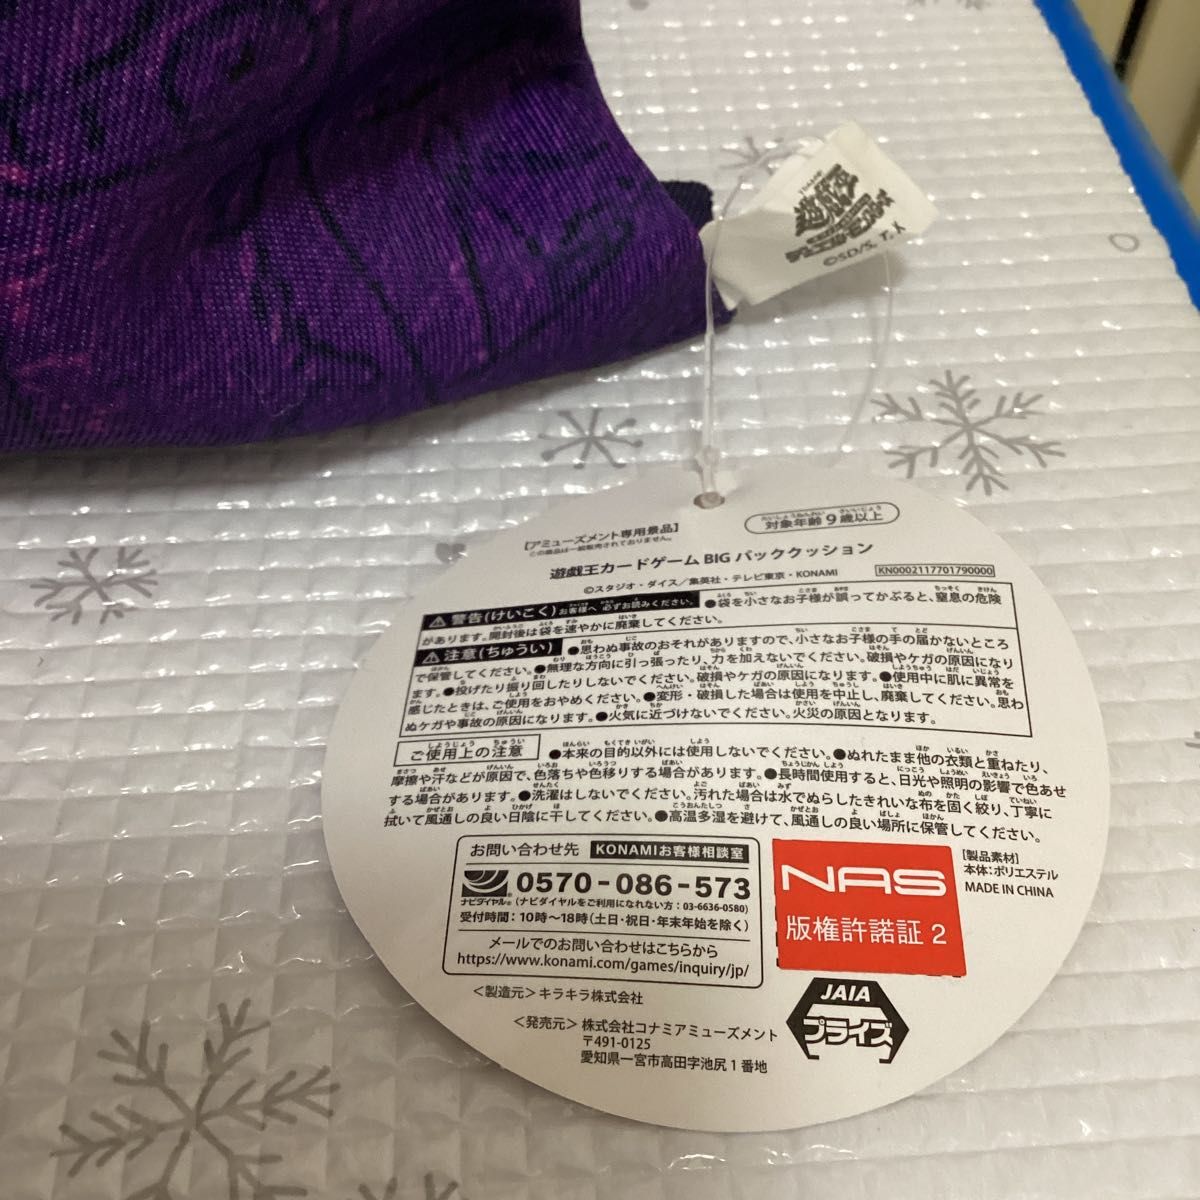 遊戯王
©SD/S, T, K
対象年齢9歳以上
【アミューズメント専用景品】
この商品は一般販売されておりません。
遊戯王カードゲーム BIG パッククッション
©スタジオ・ダイス／集英社・テレビ東京・KONAMI
KN0002117701790000
警告(けいこく) お客様へ 必ずお読みください。 ●袋を小さなお子様が誤ってかぶると、窒息の危険
があります。開封後は袋を速やかに廃棄してください。
注意(ちゅうい) ●思わぬ事故のおそれがありますので、小さなお子様の手の届かないところ
で保管してください。●無理な方向に引っ張ったり、力を加えないでください。破損やケガの原因になり
ます。●投げたり振り回したりしないでください。破損やケガの原因になります。●使用中に肌に異常を
感じたときは、ご使用をおやめください。●変形・破損した場合は使用を中止し、廃棄してください。思わ
ぬケガや事故の原因になります。●火気に近づけないでください。火災の原因となります。
ご使用上の注意 ●本来の目的以外には使用しないでください。●ぬれたまま他の衣類と重ねたり、
摩擦や汗などが原因で、色落ちや色移りする場合があります。●長時間使用すると、日光や照明の影響で色あせ
する場合があります。●洗濯はしないでください。汚れた場合は水でぬらしたきれいな布を固く絞り、丁寧に
拭いて風通しの良い日陰に干してください。●高温多湿を避けて、風通しの良い場所に保管してください。
お問い合わせ先 KONAMIお客様相談室
0570-086-573
ナビダイヤル® (ナビダイヤルをご利用になれない方：03-6636-0580)
受付時間：10時～18時(土日・祝日・年末年始を除く)
メールでのお問い合わせはこちらから
https://www.konami.com/games/inquiry/jp/
NAS
版権許諾証 2
[製品素材]
本体：ポリエステル
MADE IN CHINA
＜製造元＞キラキラ株式会社
＜発売元＞株式会社コナミアミューズメント
〒491-0125
愛知県一宮市高田字池尻1番地
JAIA
プライズ